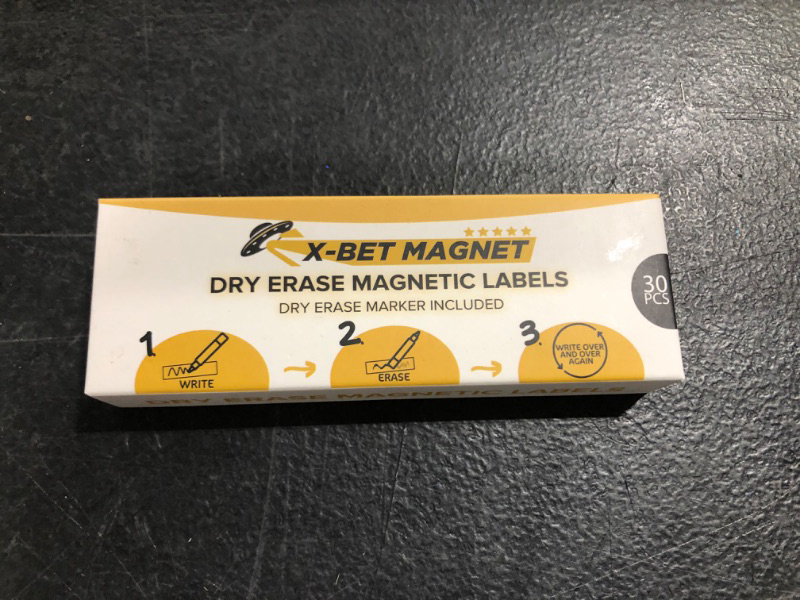 X-BET MAGNET
DRY ERASE MAGNETIC LABELS
DRY ERASE MARKER INCLUDED
30
PCS
1.
WRITE
2.
ERASE
3.
WRITE OVER
AND OVER
AGAIN
DRY ERASE MAGNETIC LABELS